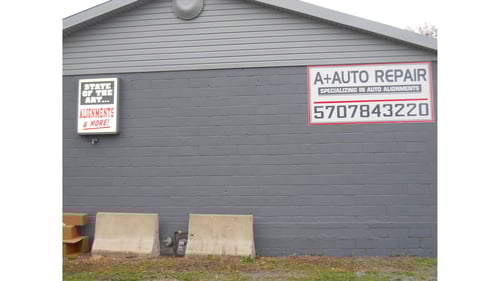 STATE
OF THE
ART...
ALIGNMENTS
& MORE!
A+AUTO REPAIR
SPECIALIZING IN AUTO ALIGNMENTS
5707843220